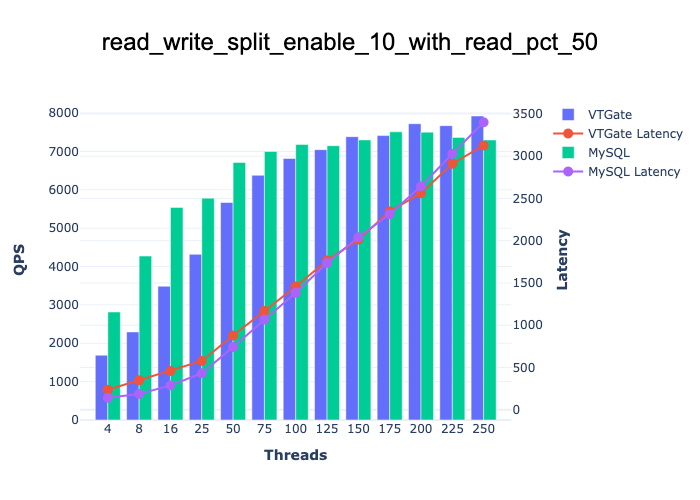 read_write_split_enable_10_with_read_pct_50
8000
7000
6000
5000
4000
3000
2000
1000
0
QPS
3500
3000
2500
2000
1500
1000
500
0
Latency
VTGate
VTGate Latency
MySQL
MySQL Latency
4 8 16 25 50 75 100 125 150 175 200 225 250
Threads